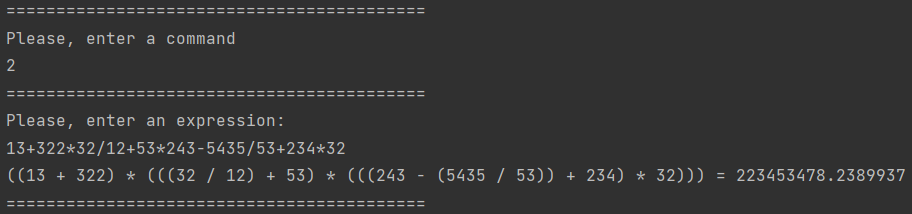 ==========================================
Please, enter a command
2
==========================================
Please, enter an expression:
13+322*32/12+53*243-5435/53+234*32
((13 + 322) * (((32 / 12) + 53) * (((243 - (5435 / 53)) + 234) * 32))) = 223453478.2389937
==========================================